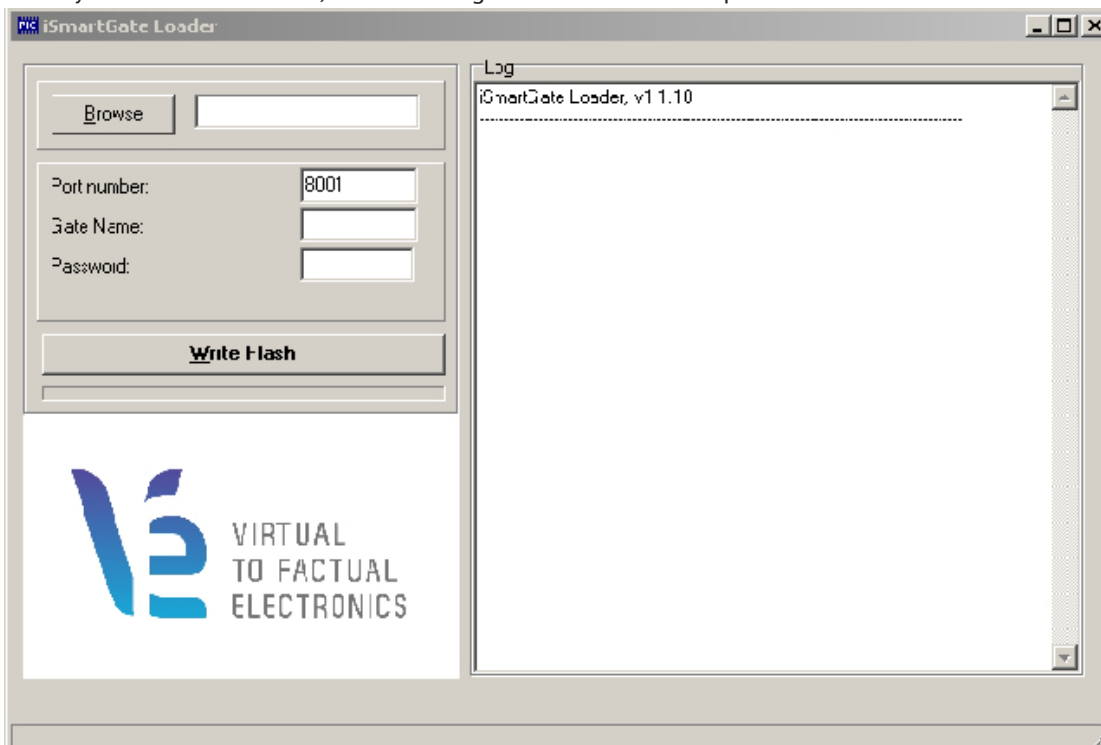 PIC iSmartGate Loader
Browse
Port number: 8001
Gate Name:
Password:
Write Flash
VIRTUAL
TO FACTUAL
ELECTRONICS
Log
iSmartGate Loader, v1.1.10
--------------------------------------------------------------------------------